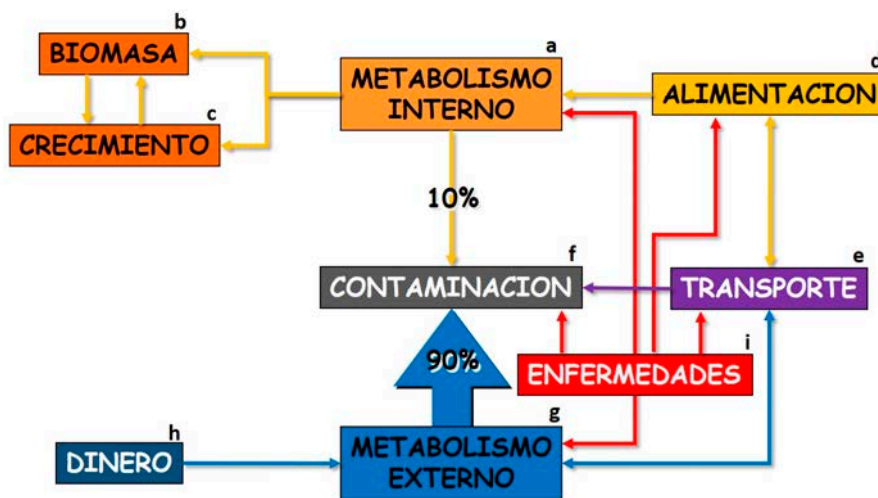 b
BIOMASA
c
CRECIMIENTO
a
METABOLISMO
INTERNO
d
ALIMENTACION
10%
f
CONTAMINACION
e
TRANSPORTE
90%
i
ENFERMEDADES
h
DINERO
g
METABOLISMO
EXTERNO